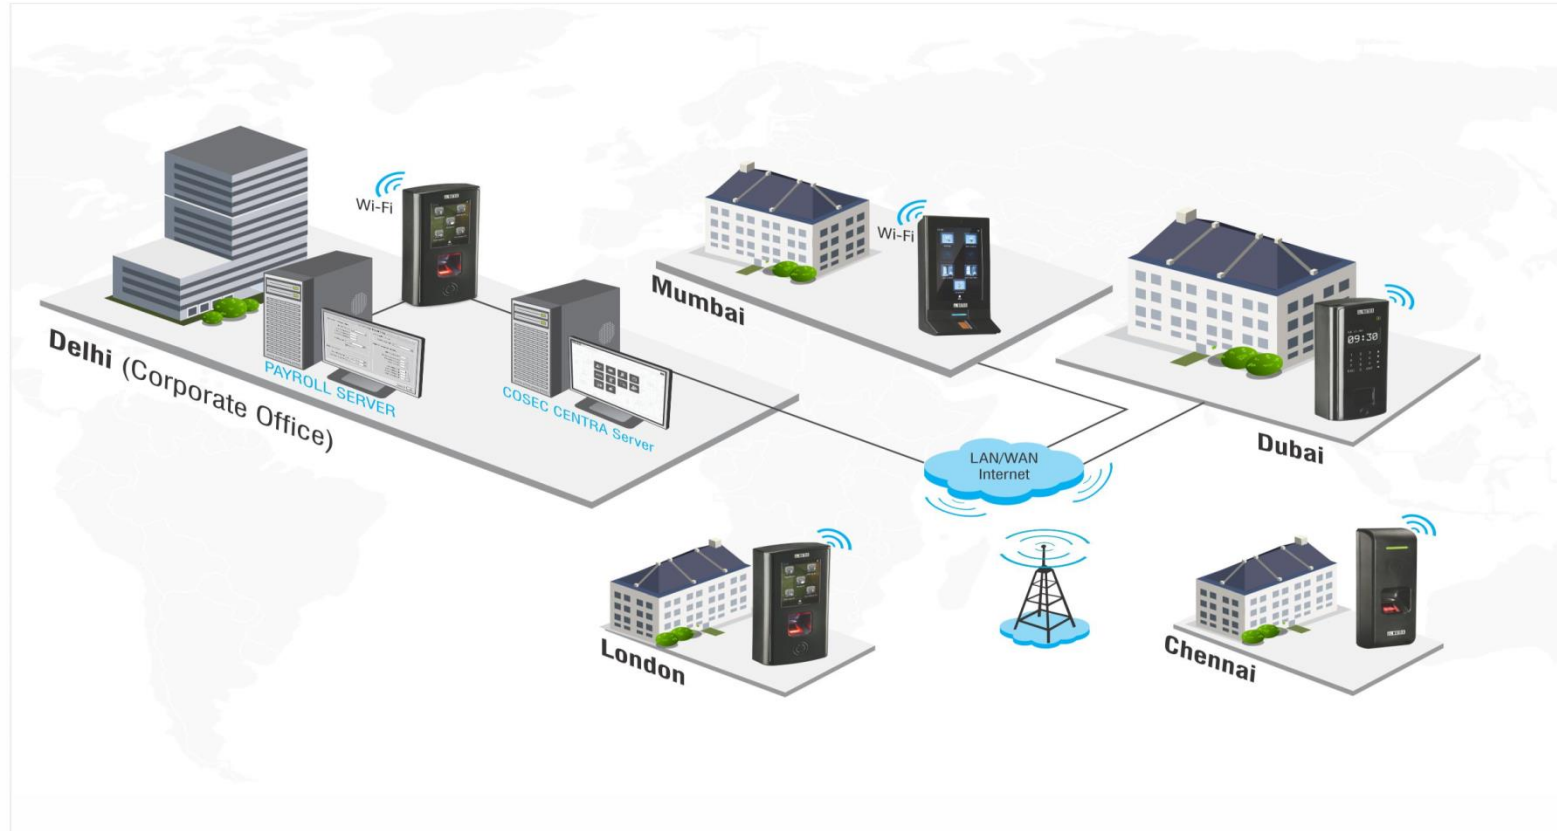 Wi-Fi
Delhi (Corporate Office)
PAYROLL SERVER
COSEC CENTRA Server
Wi-Fi
Mumbai
09:30
Dubai
LAN/WAN
Internet
London
Chennai